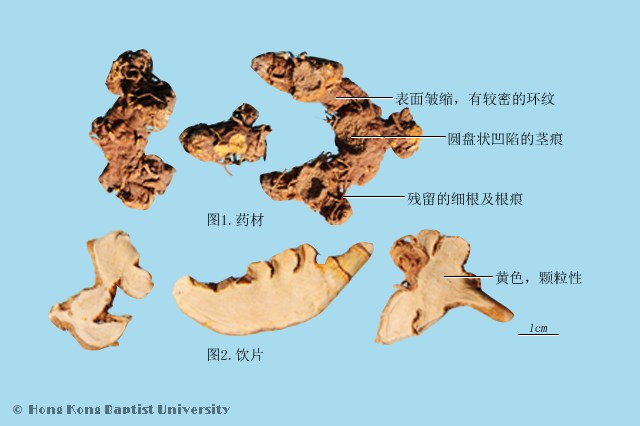 表面皱缩，有较密的环纹
圆盘状凹陷的茎痕
残留的细根及根痕
图1.药材
黄色，颗粒性
1cm
图2.饮片
© Hong Kong Baptist University